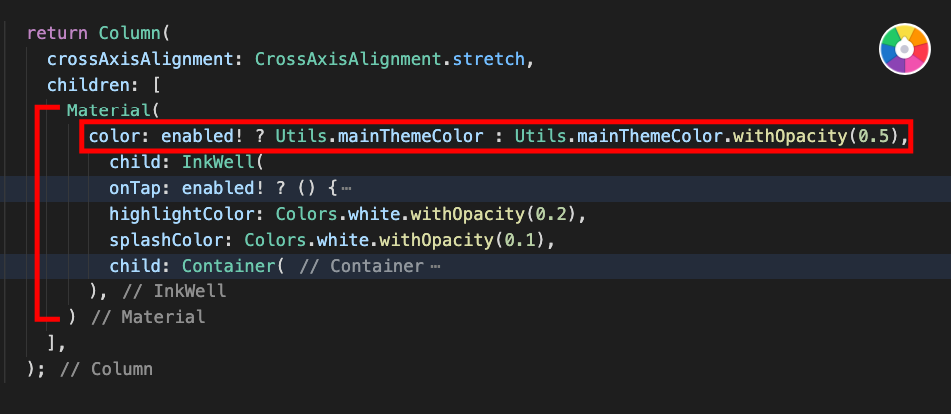 return Column(
crossAxisAlignment: CrossAxisAlignment.stretch,
children: [
Material(
color: enabled! ? Utils.mainThemeColor : Utils.mainThemeColor.withOpacity(0.5),
child: InkWell(
onTap: enabled! ? () {⋯
highlightColor: Colors.white.withOpacity(0.2),
splashColor: Colors.white.withOpacity(0.1),
child: Container( // Container ⋯
), // InkWell
) // Material
],
); // Column